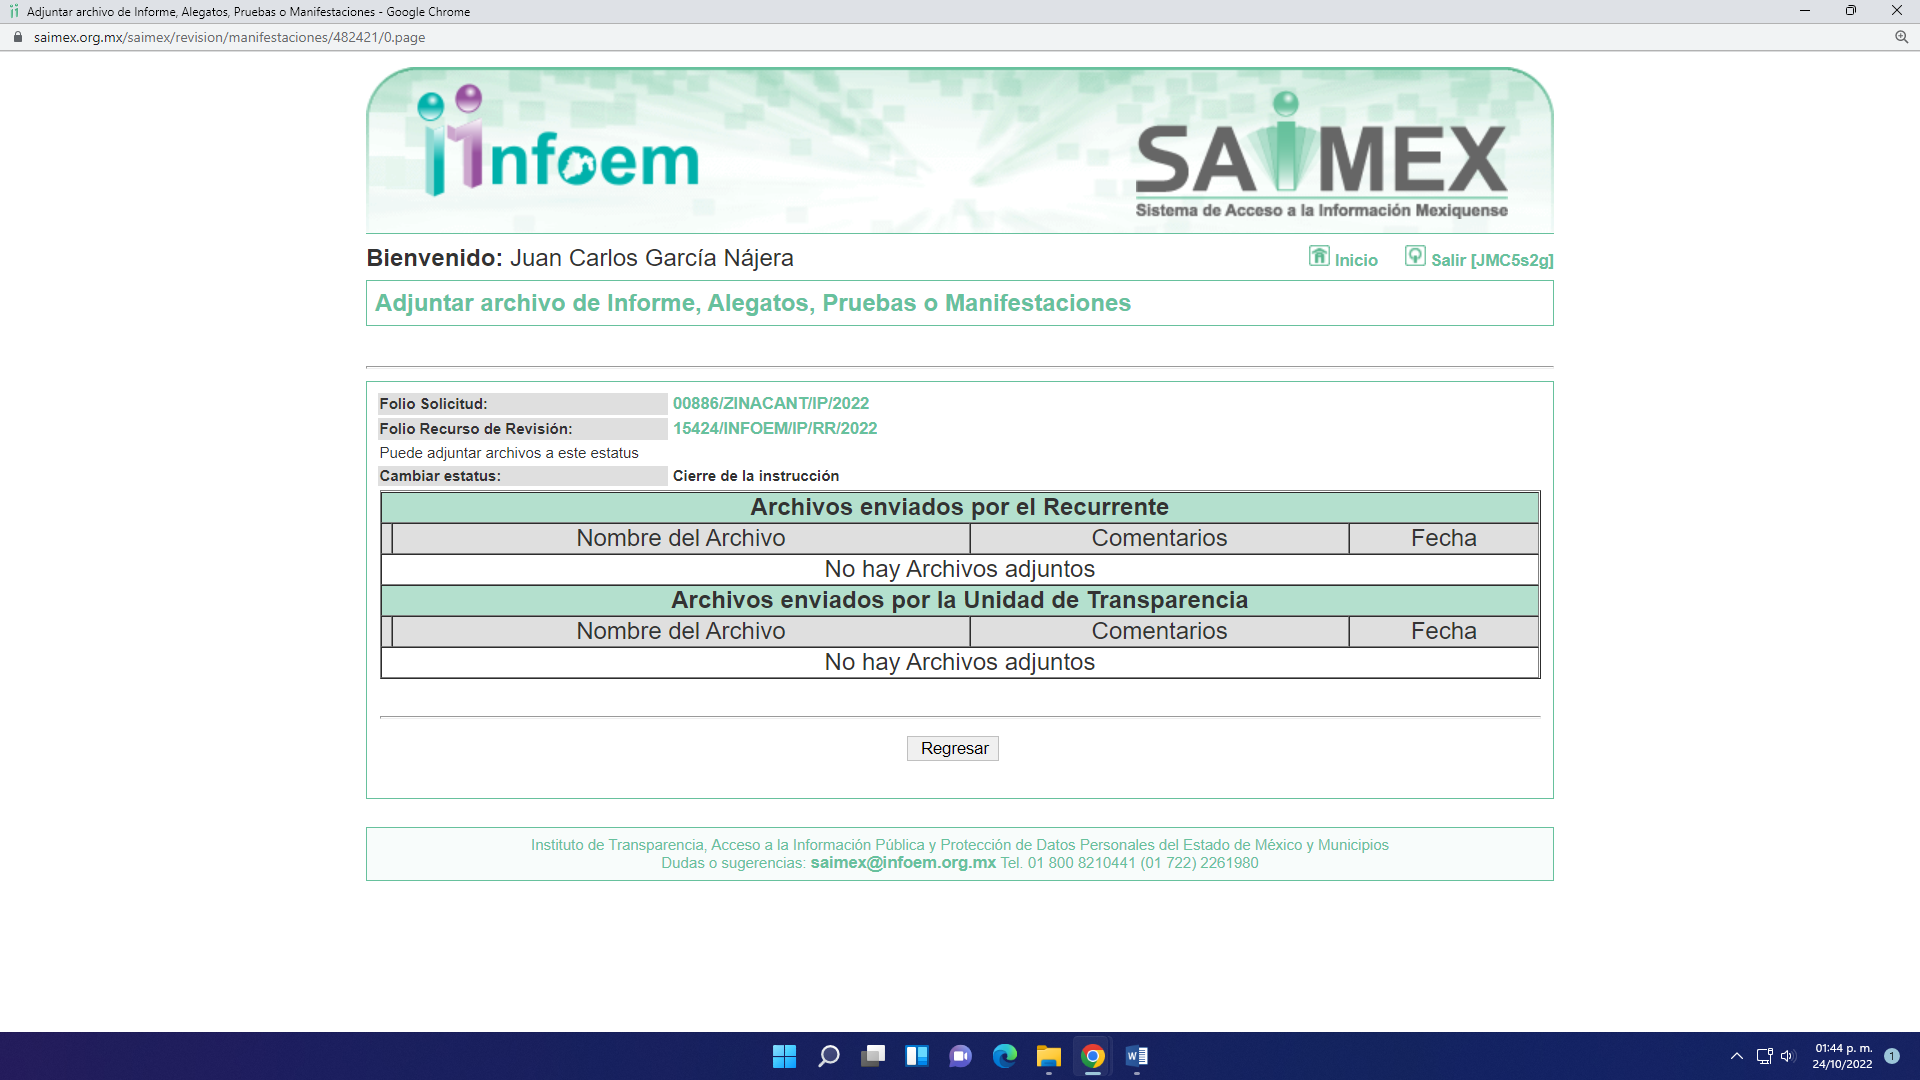 Adjuntar archivo de Informe, Alegatos, Pruebas o Manifestaciones - Google Chrome
saimex.org.mx/saimex/revision/manifestaciones/482421/0.page
infoem
SAIMEX
Sistema de Acceso a la Información Mexiquense
Bienvenido: Juan Carlos García Nájera
Inicio Salir [JMC5s2g]
Adjuntar archivo de Informe, Alegatos, Pruebas o Manifestaciones
Folio Solicitud: 00886/ZINACANT/IP/2022
Folio Recurso de Revisión: 15424/INFOEM/IP/RR/2022
Puede adjuntar archivos a este estatus
Cambiar estatus: Cierre de la instrucción
Archivos enviados por el Recurrente
Nombre del Archivo Comentarios Fecha
No hay Archivos adjuntos
Archivos enviados por la Unidad de Transparencia
Nombre del Archivo Comentarios Fecha
No hay Archivos adjuntos
Regresar
Instituto de Transparencia, Acceso a la Información Pública y Protección de Datos Personales del Estado de México y Municipios
Dudas o sugerencias: saimex@infoem.org.mx Tel. 01 800 8210441 (01 722) 2261980
01:44 p. m.
24/10/2022
1